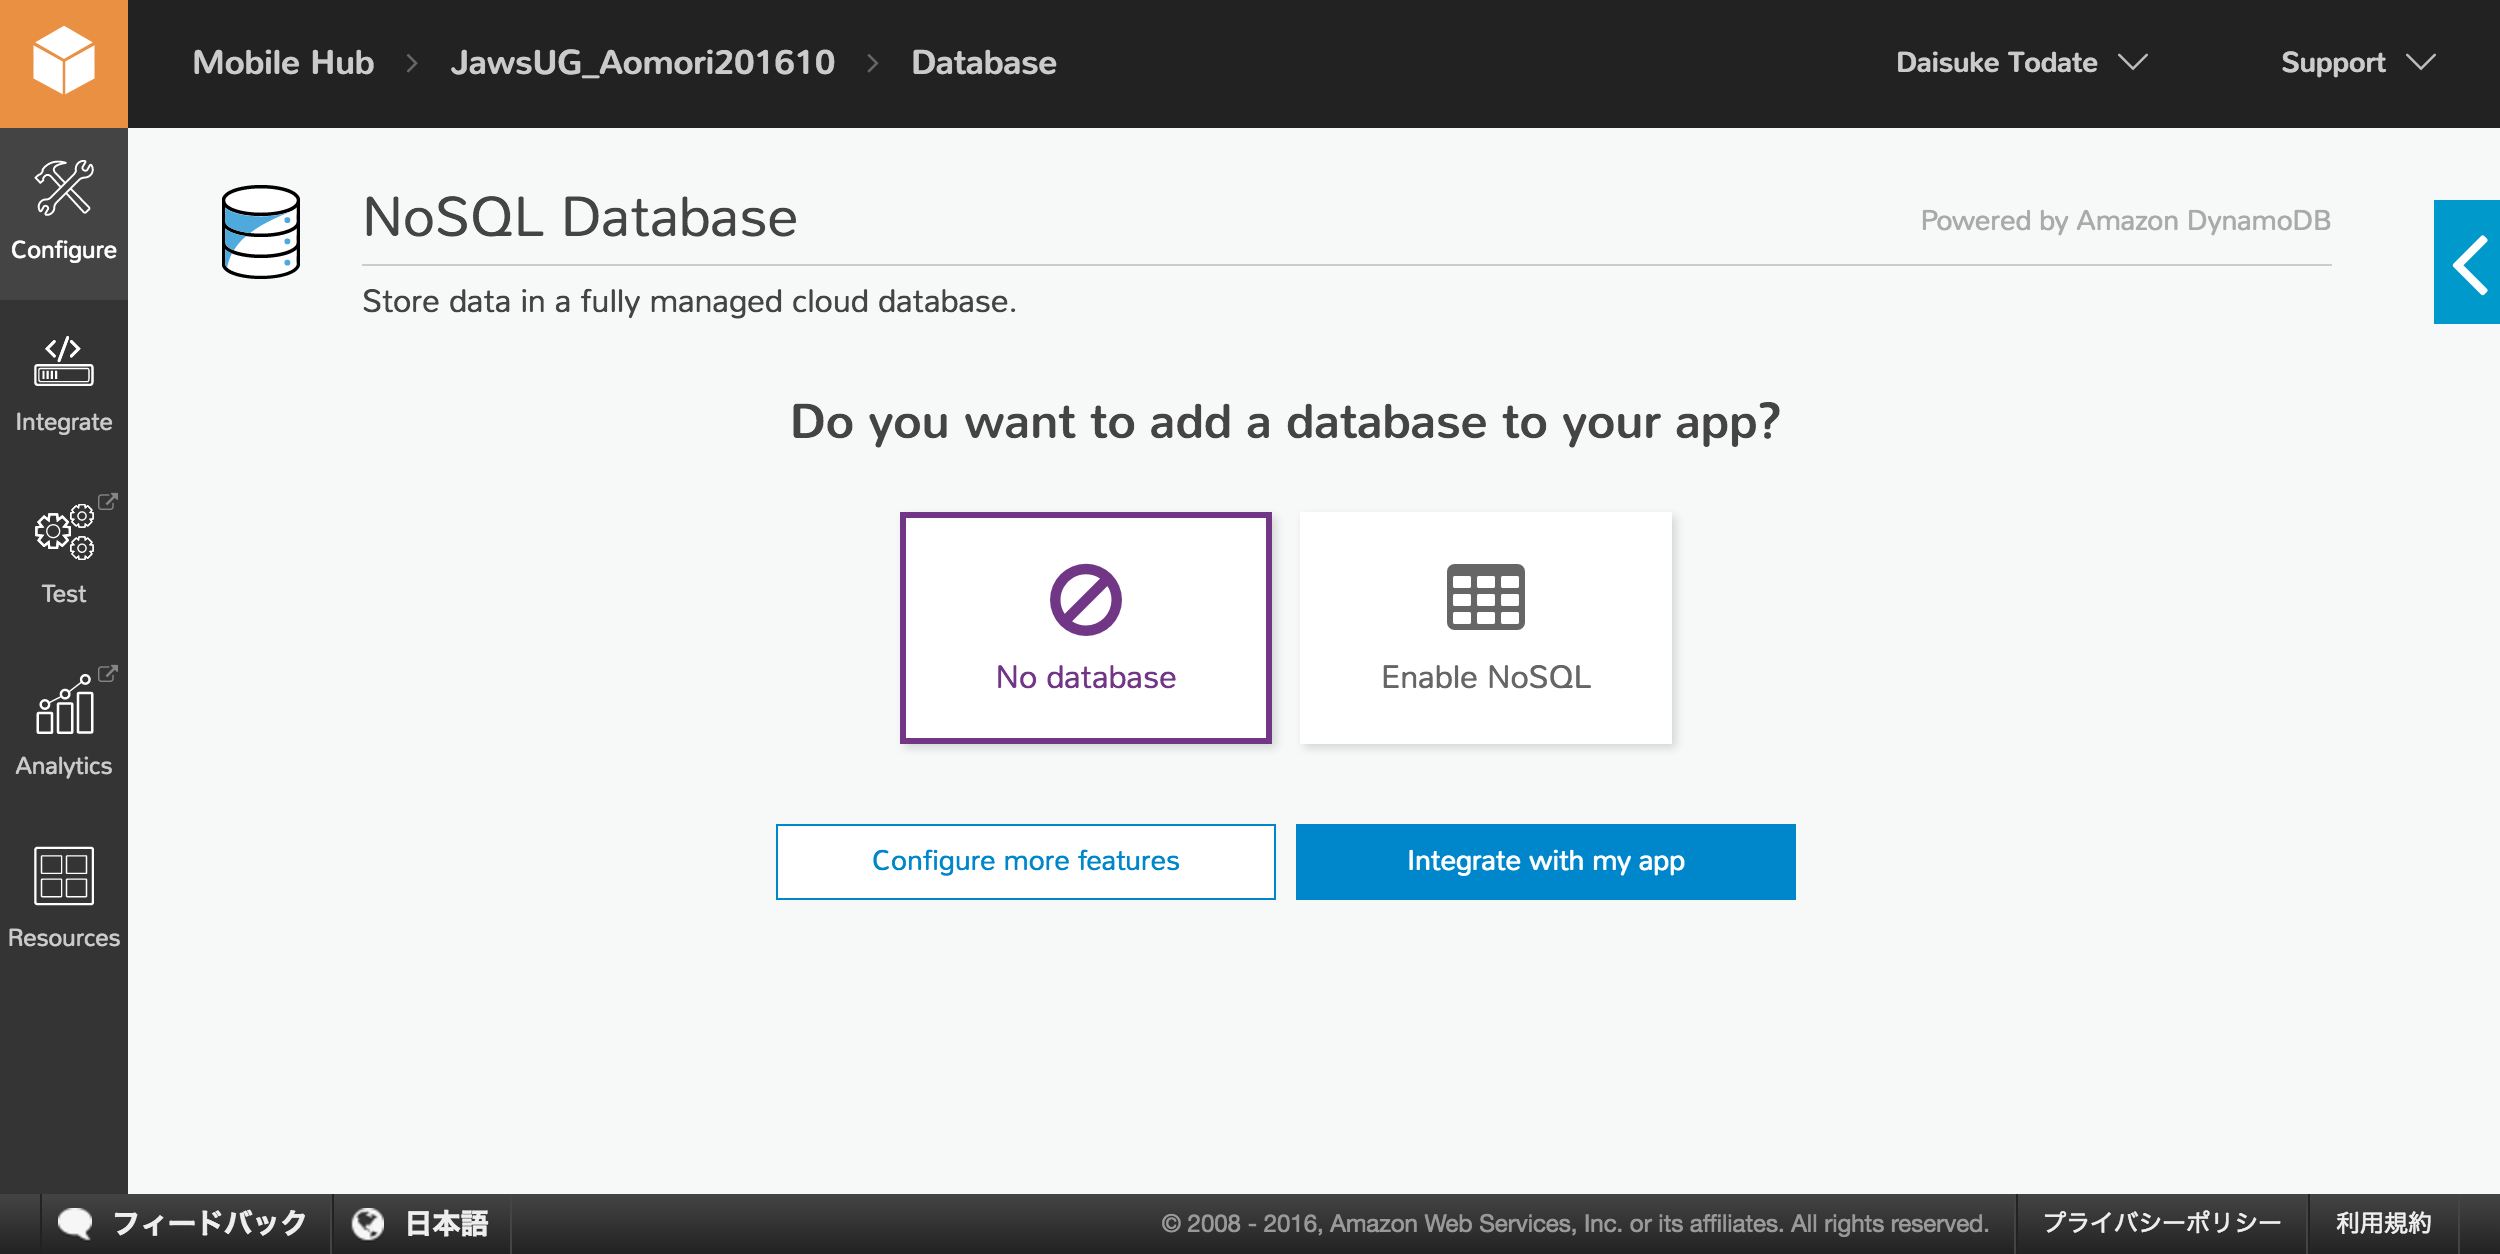 Mobile Hub > JawsUG_Aomori201610 > Database
Daisuke Todate
Support
Configure
Integrate
Test
Analytics
Resources
NoSQL Database
Powered by Amazon DynamoDB
Store data in a fully managed cloud database.
Do you want to add a database to your app?
No database
Enable NoSQL
Configure more features
Integrate with my app
フィードバック
日本語
© 2008 - 2016, Amazon Web Services, Inc. or its affiliates. All rights reserved.
プライバシーポリシー
利用規約